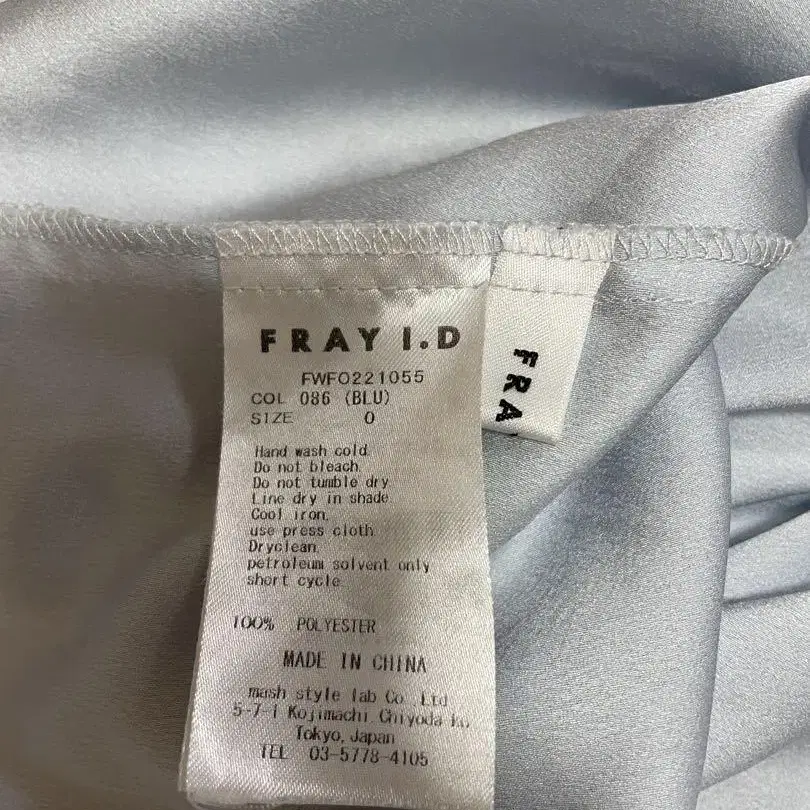 FRAY I.D
FWFO221055
COL 086 (BLU)
SIZE 0
Hand wash cold.
Do not bleach.
Do not tumble dry.
Line dry in shade.
Cool iron,
use press cloth.
Dryclean,
petroleum solvent only
short cycle
100% POLYESTER
MADE IN CHINA
mash style lab Co., Ltd.
5-7-1 Kojimachi, Chiyoda-ku,
Tokyo, Japan
TEL 03-5778-4105
FRA